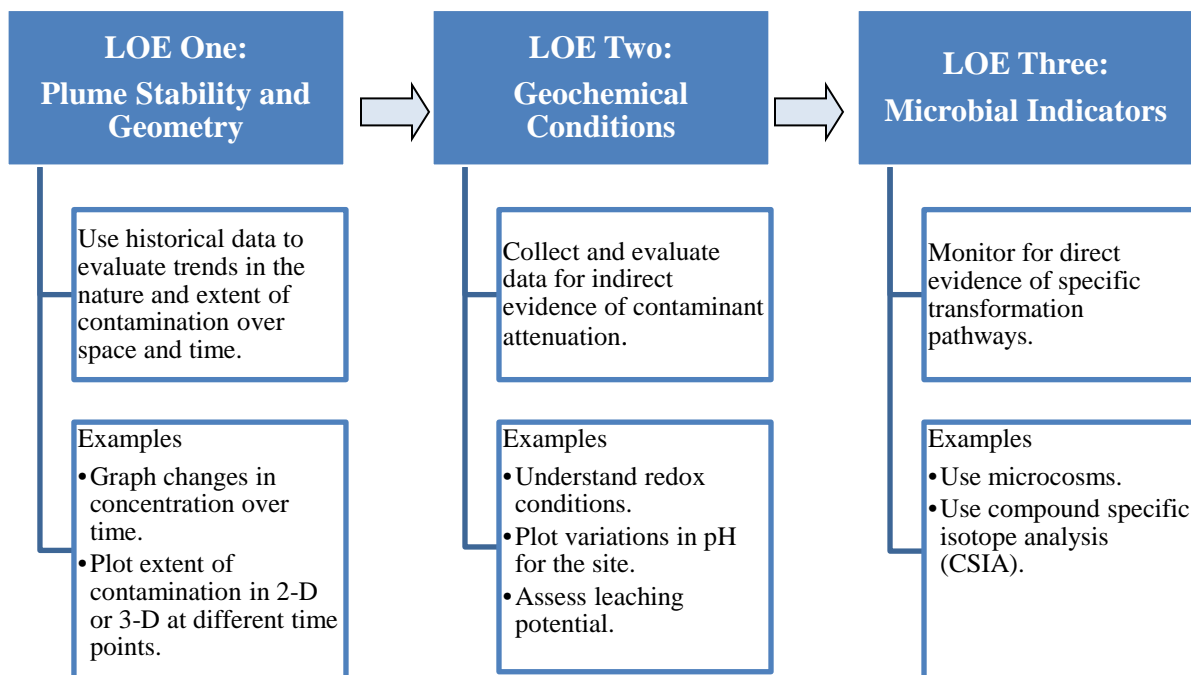 LOE One:
Plume Stability and
Geometry
Use historical data to
evaluate trends in the
nature and extent of
contamination over
space and time.
Examples
•Graph changes in
concentration over
time.
•Plot extent of
contamination in 2-D
or 3-D at different time
points.
LOE Two:
Geochemical
Conditions
Collect and evaluate
data for indirect
evidence of contaminant
attenuation.
Examples
•Understand redox
conditions.
•Plot variations in pH
for the site.
•Assess leaching
potential.
LOE Three:
Microbial Indicators
Monitor for direct
evidence of specific
transformation
pathways.
Examples
•Use microcosms.
•Use compound specific
isotope analysis
(CSIA).